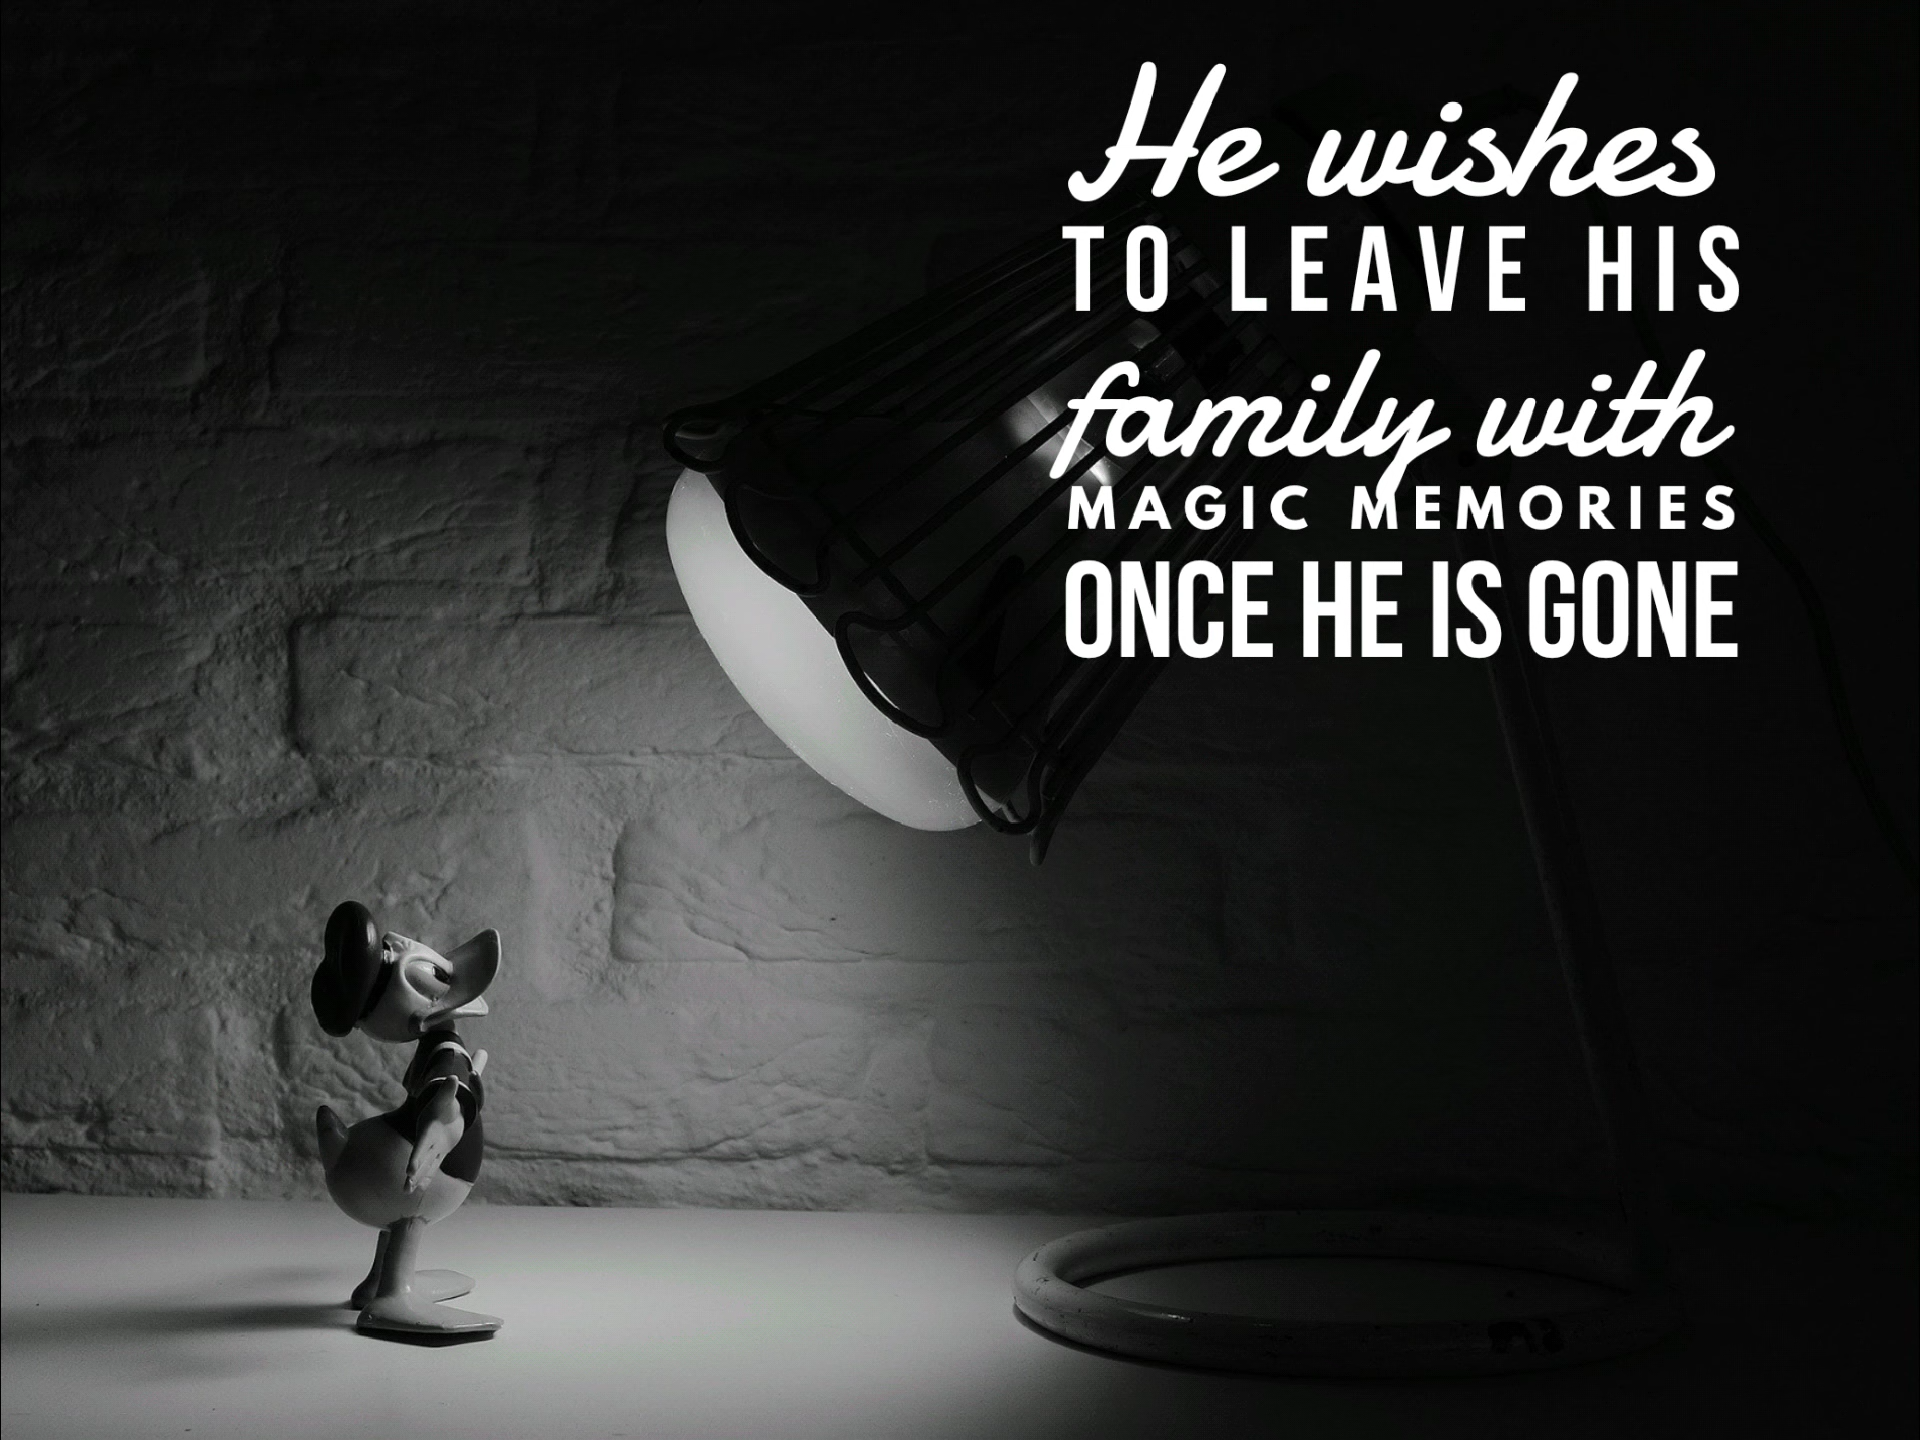 He wishes
TO LEAVE HIS
family with
MAGIC MEMORIES
ONCE HE IS GONE